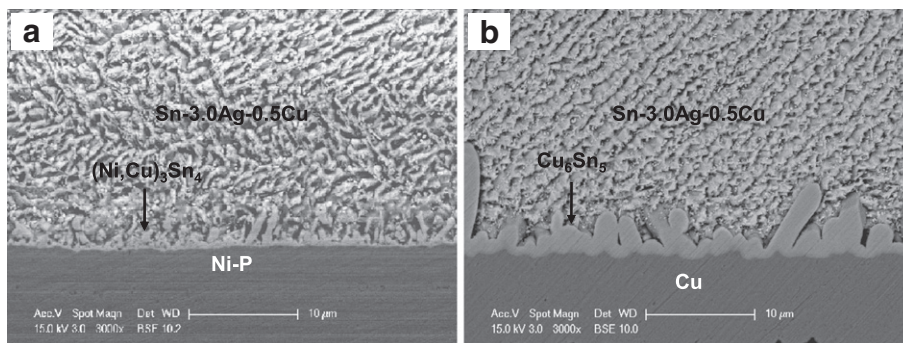 a
Sn-3.0Ag-0.5Cu
(Ni,Cu)₃Sn₄
Ni-P
Acc.V Spot Magn Det WD 10 µm
15.0 kV 3.0 3000x BSE 10.2
b
Sn-3.0Ag-0.5Cu
Cu₆Sn₅
Cu
Acc.V Spot Magn Det WD 10 µm
15.0 kV 3.0 3000x BSE 10.0